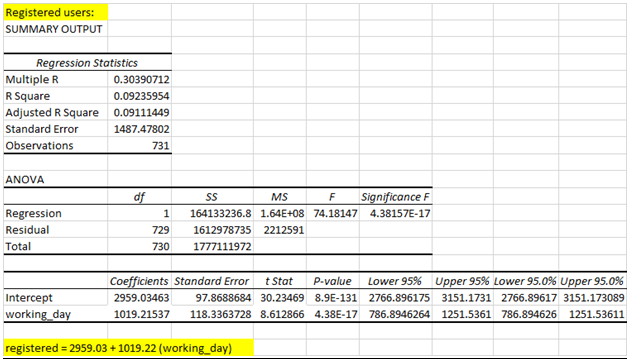 Registered users:
SUMMARY OUTPUT
Regression Statistics
Multiple R 0.30390712
R Square 0.09235954
Adjusted R Square 0.09111449
Standard Error 1487.47802
Observations 731
ANOVA
df SS MS F Significance F
Regression 1 164133236.8 1.64E+08 74.18147 4.38157E-17
Residual 729 1612978735 2212591
Total 730 1777111972
Coefficients Standard Error t Stat P-value Lower 95% Upper 95% Lower 95.0% Upper 95.0%
Intercept 2959.03463 97.8688684 30.23469 8.9E-131 2766.896175 3151.1731 2766.89617 3151.173089
working_day 1019.21537 118.3363728 8.612866 4.38E-17 786.8946264 1251.5361 786.894626 1251.53611
registered = 2959.03 + 1019.22 (working_day)